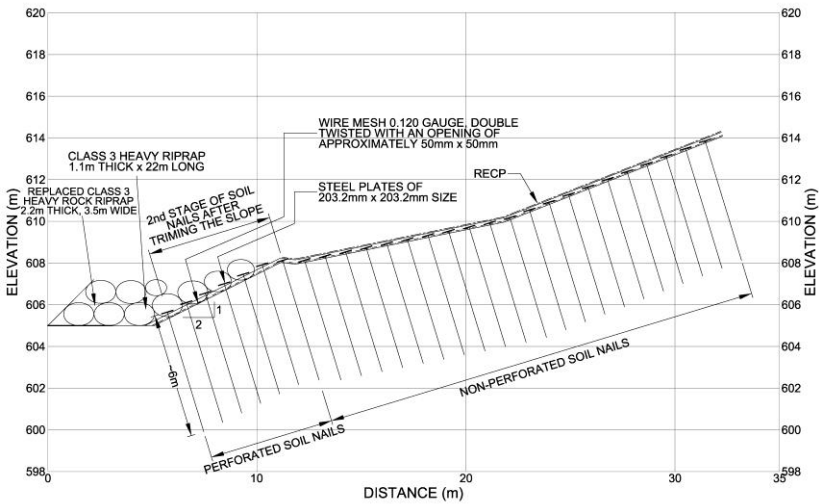 620
618
616
614
612
610
608
606
604
602
600
598
ELEVATION (m)
WIRE MESH 0.120 GAUGE, DOUBLE
TWISTED WITH AN OPENING OF
APPROXIMATELY 50mm x 50mm
CLASS 3 HEAVY RIPRAP
1.1m THICK x 22m LONG
REPLACED CLASS 3
HEAVY ROCK RIPRAP
2.2m THICK, 3.5m WIDE
2nd STAGE OF SOIL
NAILS AFTER
TRIMING THE SLOPE
STEEL PLATES OF
203.2mm x 203.2mm SIZE
RECP
1
2
~6m
PERFORATED SOIL NAILS
NON-PERFORATED SOIL NAILS
620
618
616
614
612
610
608
606
604
602
600
598
ELEVATION (m)
0
10
20
30
35
DISTANCE (m)